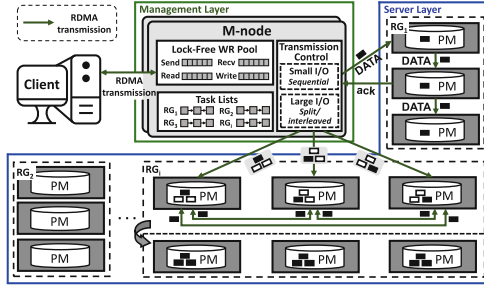 RDMA
transmission
Management Layer
Server Layer
M-node
Lock-Free WR Pool
Send
Recv
Read
Write
Task Lists
RG1
RG2
RG3
RGi
Transmission
Control
Small I/O
Sequential
Large I/O
Split/
interleaved
Client
RDMA
transmission
DATA
ack
RG1
PM
DATA
PM
DATA
PM
RG2
PM
PM
PM
...
RGi
PM
PM
PM
PM
PM
PM